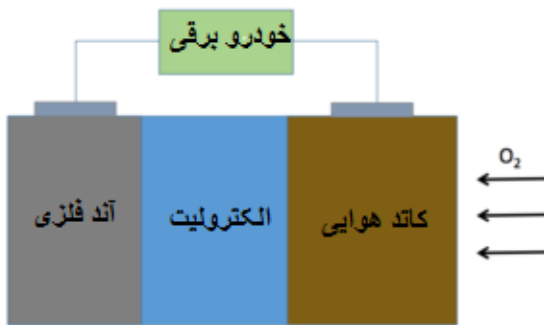 خودرو برقی
آند فلزی
الکترولیت
کاتد هوایی
O₂